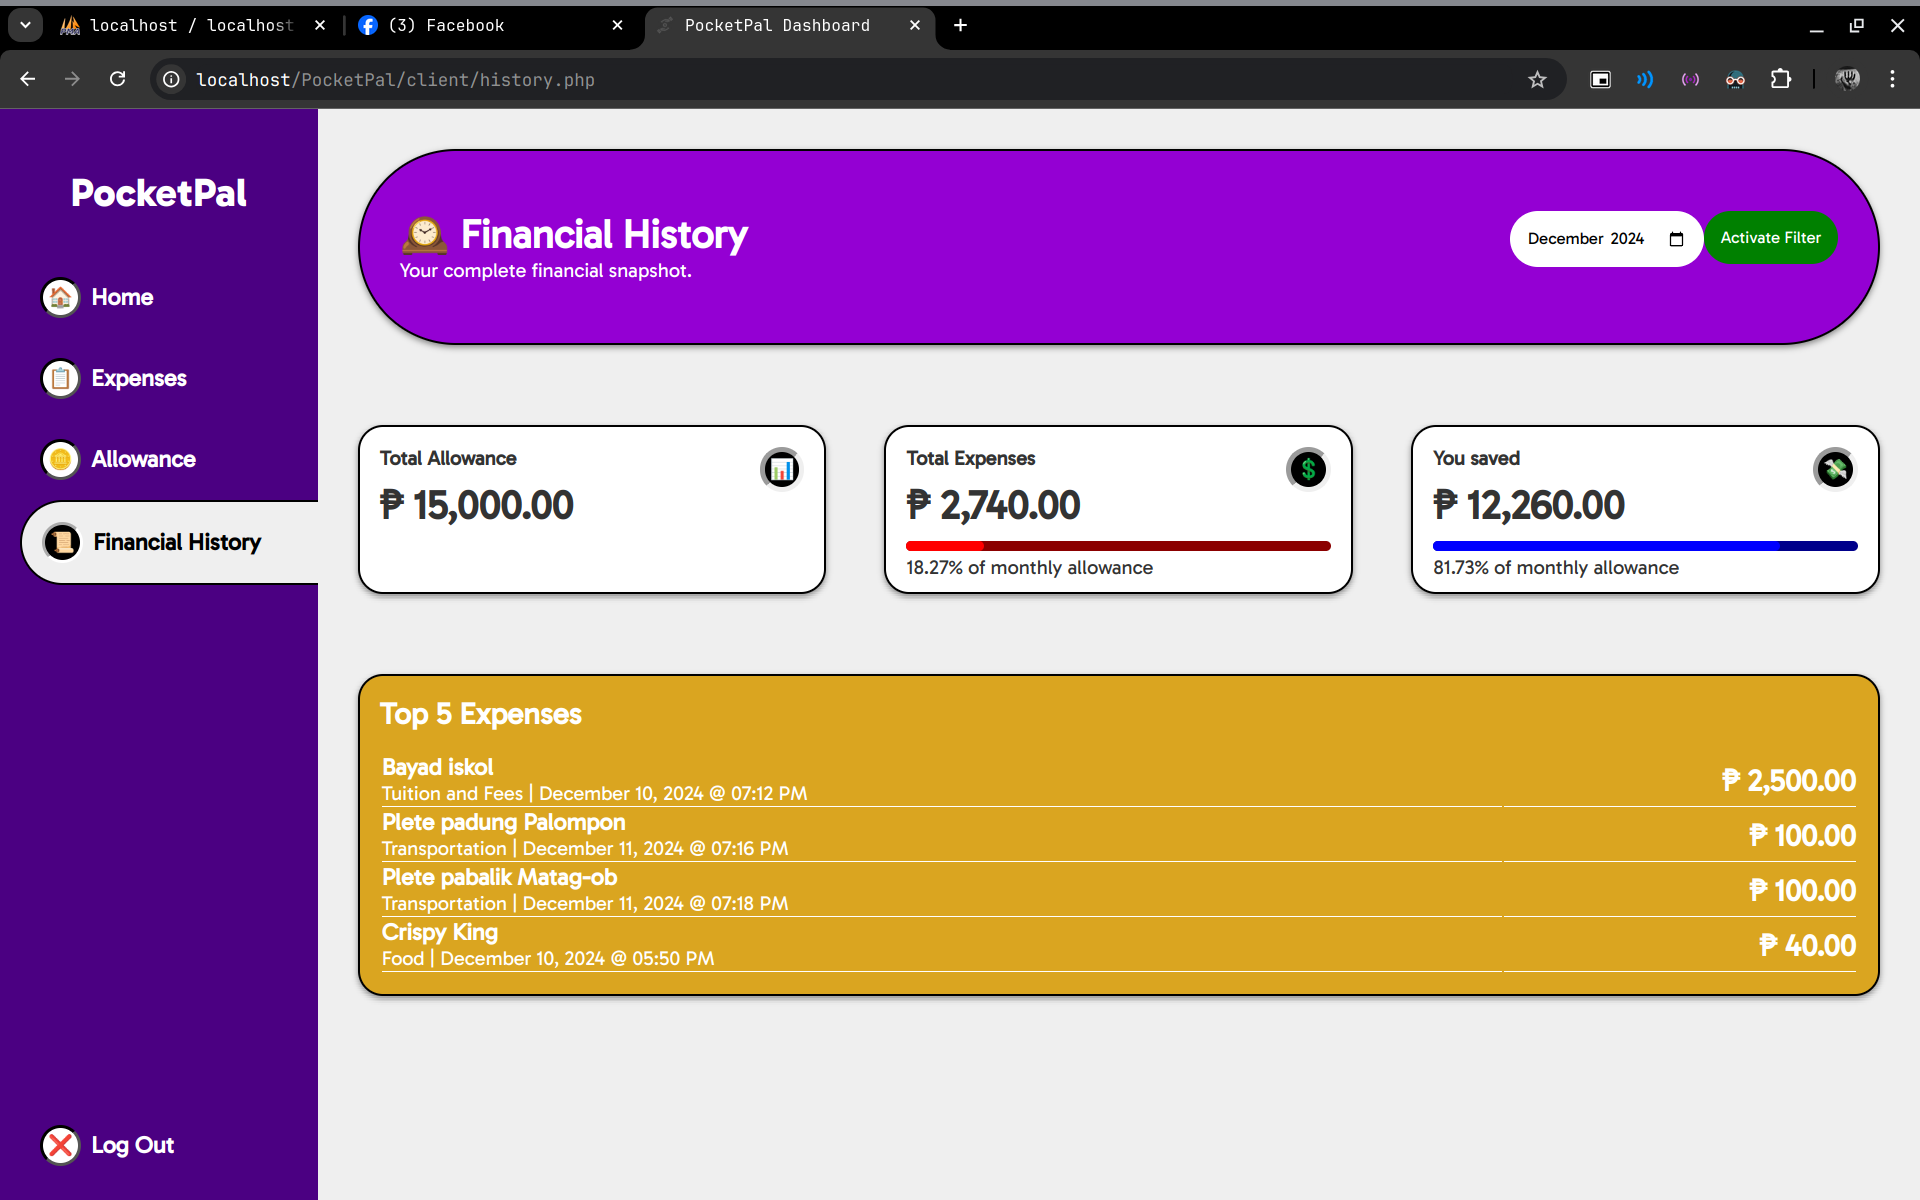 localhost / localhost
(3) Facebook
PocketPal Dashboard
localhost/PocketPal/client/history.php
PocketPal
Home
Expenses
Allowance
Financial History
Log Out
Financial History
Your complete financial snapshot.
December 2024
Activate Filter
Total Allowance
₱ 15,000.00
Total Expenses
₱ 2,740.00
18.27% of monthly allowance
You saved
₱ 12,260.00
81.73% of monthly allowance
Top 5 Expenses
Bayad iskol
Tuition and Fees | December 10, 2024 @ 07:12 PM
₱ 2,500.00
Plete padung Palompon
Transportation | December 11, 2024 @ 07:16 PM
₱ 100.00
Plete pabalik Matag-ob
Transportation | December 11, 2024 @ 07:18 PM
₱ 100.00
Crispy King
Food | December 10, 2024 @ 05:50 PM
₱ 40.00